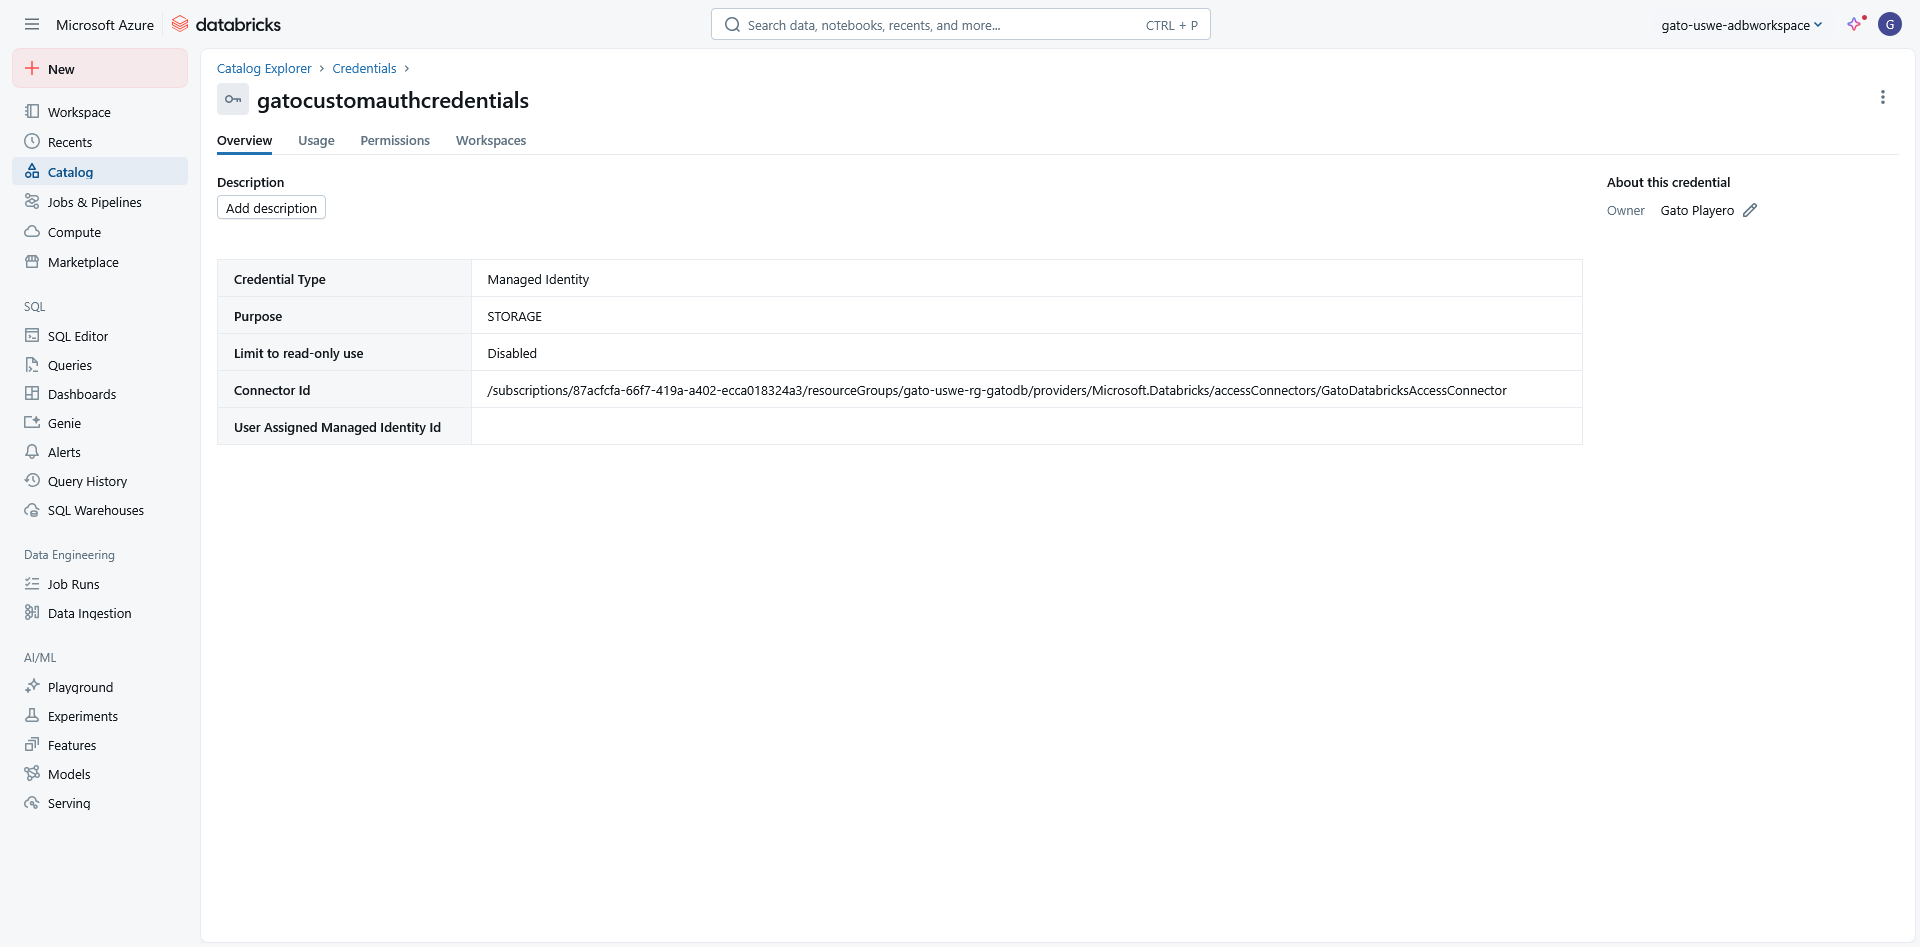 Microsoft Azure databricks
Search data, notebooks, recents, and more... CTRL + P
gato-uswe-adbworkspace G
New
Workspace
Recents
Catalog
Jobs & Pipelines
Compute
Marketplace
SQL
SQL Editor
Queries
Dashboards
Genie
Alerts
Query History
SQL Warehouses
Data Engineering
Job Runs
Data Ingestion
AI/ML
Playground
Experiments
Features
Models
Serving
Catalog Explorer › Credentials ›
gatocustomauthcredentials
Overview Usage Permissions Workspaces
Description
Add description
Credential Type Managed Identity
Purpose STORAGE
Limit to read-only use Disabled
Connector Id /subscriptions/87acfcfa-66f7-419a-a402-ecca018324a3/resourceGroups/gato-uswe-rg-gatodb/providers/Microsoft.Databricks/accessConnectors/GatoDatabricksAccessConnector
User Assigned Managed Identity Id
About this credential
Owner Gato Playero